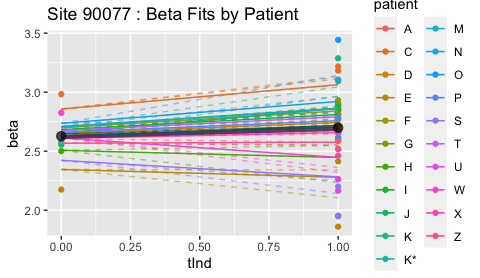 Site 90077 : Beta Fits by Patient
patient
3.5
3.0
2.5
2.0
beta
0.00
0.25
0.50
0.75
1.00
tInd
A
C
D
E
F
G
H
I
J
K
K*
M
N
O
P
S
T
U
W
X
Z